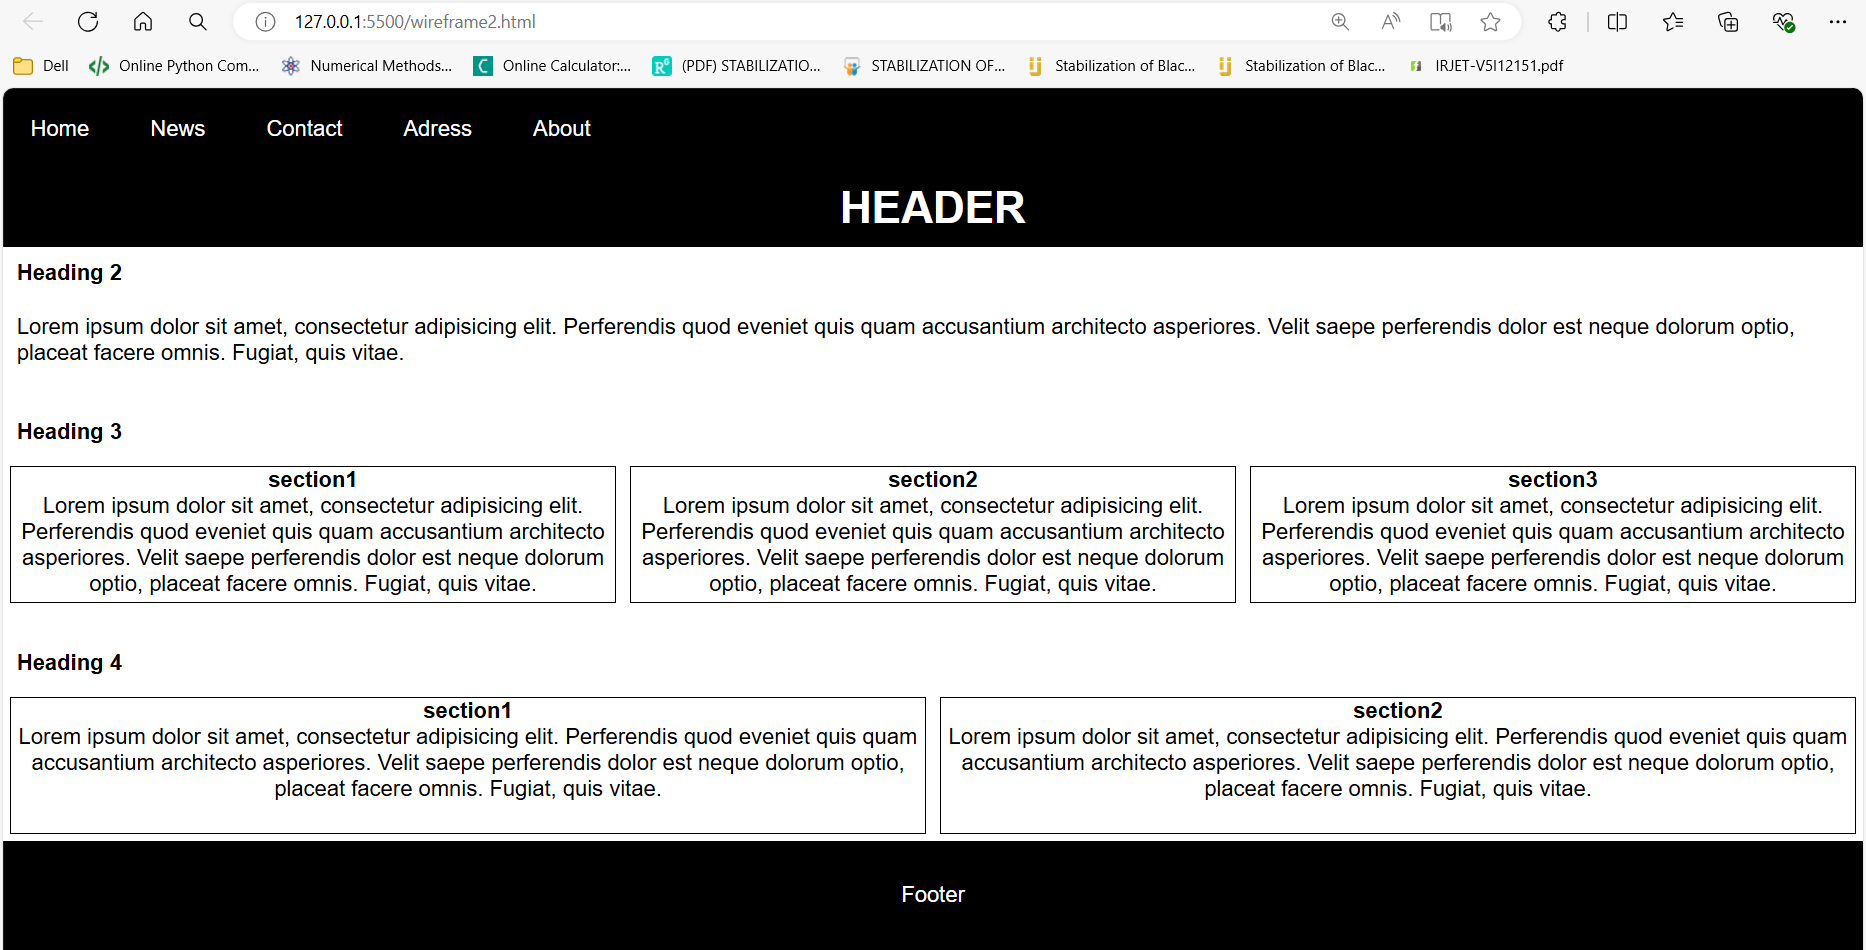 127.0.0.1:5500/wireframe2.html
Dell Online Python Com... Numerical Methods... Online Calculator:... (PDF) STABILIZATIO... STABILIZATION OF... Stabilization of Blac... Stabilization of Blac... IRJET-V5I12151.pdf
Home News Contact Adress About
HEADER
Heading 2
Lorem ipsum dolor sit amet, consectetur adipisicing elit. Perferendis quod eveniet quis quam accusantium architecto asperiores. Velit saepe perferendis dolor est neque dolorum optio,
placeat facere omnis. Fugiat, quis vitae.
Heading 3
section1
Lorem ipsum dolor sit amet, consectetur adipisicing elit.
Perferendis quod eveniet quis quam accusantium architecto
asperiores. Velit saepe perferendis dolor est neque dolorum
optio, placeat facere omnis. Fugiat, quis vitae.
section2
Lorem ipsum dolor sit amet, consectetur adipisicing elit.
Perferendis quod eveniet quis quam accusantium architecto
asperiores. Velit saepe perferendis dolor est neque dolorum
optio, placeat facere omnis. Fugiat, quis vitae.
section3
Lorem ipsum dolor sit amet, consectetur adipisicing elit.
Perferendis quod eveniet quis quam accusantium architecto
asperiores. Velit saepe perferendis dolor est neque dolorum
optio, placeat facere omnis. Fugiat, quis vitae.
Heading 4
section1
Lorem ipsum dolor sit amet, consectetur adipisicing elit. Perferendis quod eveniet quis quam
accusantium architecto asperiores. Velit saepe perferendis dolor est neque dolorum optio,
placeat facere omnis. Fugiat, quis vitae.
section2
Lorem ipsum dolor sit amet, consectetur adipisicing elit. Perferendis quod eveniet quis quam
accusantium architecto asperiores. Velit saepe perferendis dolor est neque dolorum optio,
placeat facere omnis. Fugiat, quis vitae.
Footer